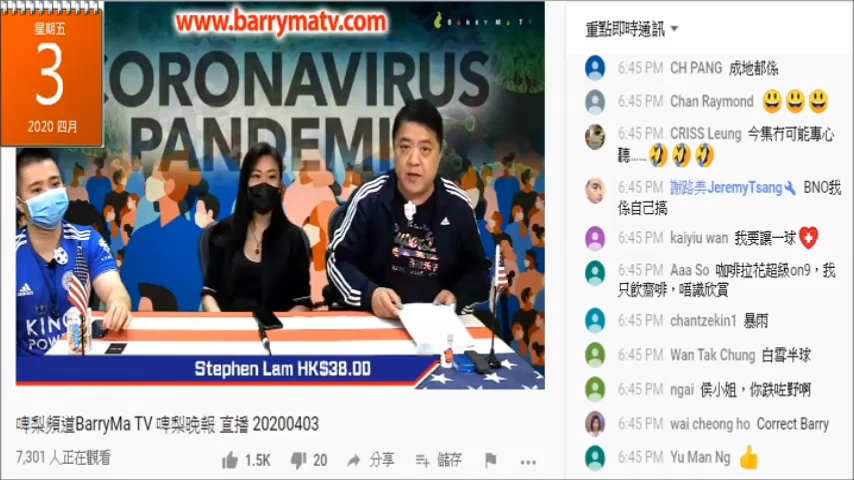 星期五
3
2020 四月
www.barrymatv.com
BARRY MA TV
CORONAVIRUS
PANDEMI
KING
POW
Stephen Lam HK$38.00
啤梨頻道BarryMa TV 啤梨晚報 直播 20200403
7,301 人正在觀看
1.5K
20
分享
儲存
重點即時通訊
6:45 PM CH PANG 成地都係
6:45 PM Chan Raymond 😃😃😃
6:45 PM CRISS Leung 今集冇可能專心
聽......🤣🤣🤣
6:45 PM 謝路美JeremyTsang BNO我
係自己搞
6:45 PM kaiyiu wan 我要讓一球
6:45 PM Aaa So 咖啡拉花超級on9，我
只飲齋啡，唔識欣賞
6:45 PM chantzekin1 暴雨
6:45 PM Wan Tak Chung 白雪半球
6:45 PM ngai 侯小姐，你跌咗野啊
6:45 PM wai cheong ho Correct Barry
6:45 PM Yu Man Ng 👍